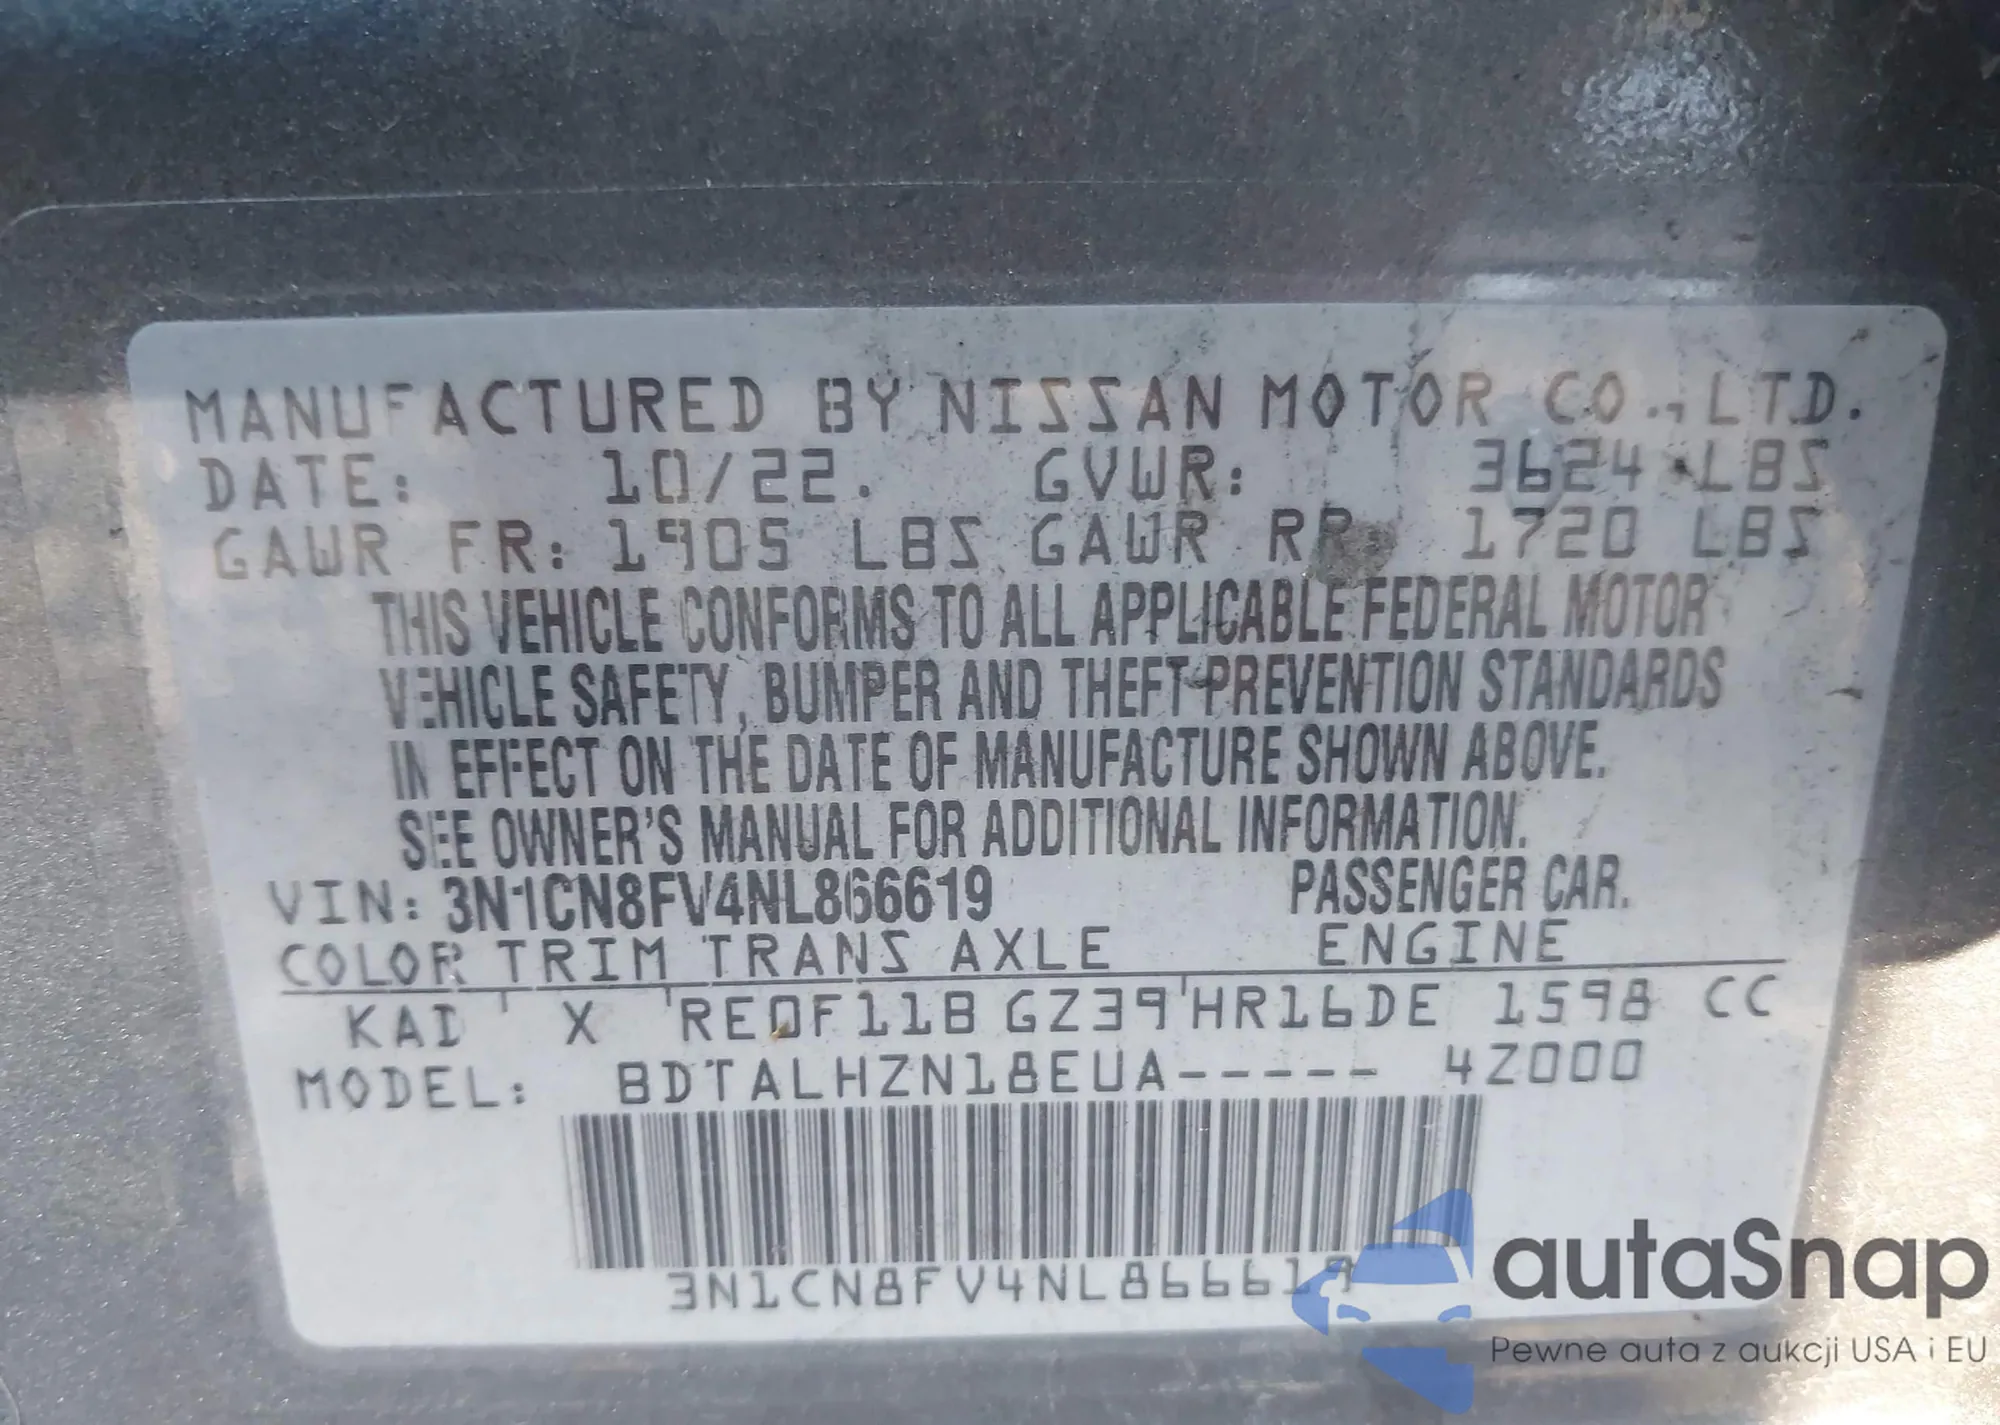 MANUFACTURED BY NISSAN MOTOR CO., LTD.
DATE: 10/22. GVWR: 3624 LBS
GAWR FR: 1905 LBS GAWR RR 1720 LBS
THIS VEHICLE CONFORMS TO ALL APPLICABLE FEDERAL MOTOR
VEHICLE SAFETY, BUMPER AND THEFT PREVENTION STANDARDS
IN EFFECT ON THE DATE OF MANUFACTURE SHOWN ABOVE.
SEE OWNER'S MANUAL FOR ADDITIONAL INFORMATION.
VIN: 3N1CN8FV4NL866619 PASSENGER CAR.
COLOR TRIM TRANS AXLE ENGINE
KAD X RE0F11B GZ39 HR16DE 1598 CC
MODEL: BDTALHZN18EUA----- 4Z000
3N1CN8FV4NL866619
autaSnap
Pewne auta z aukcji USA i EU